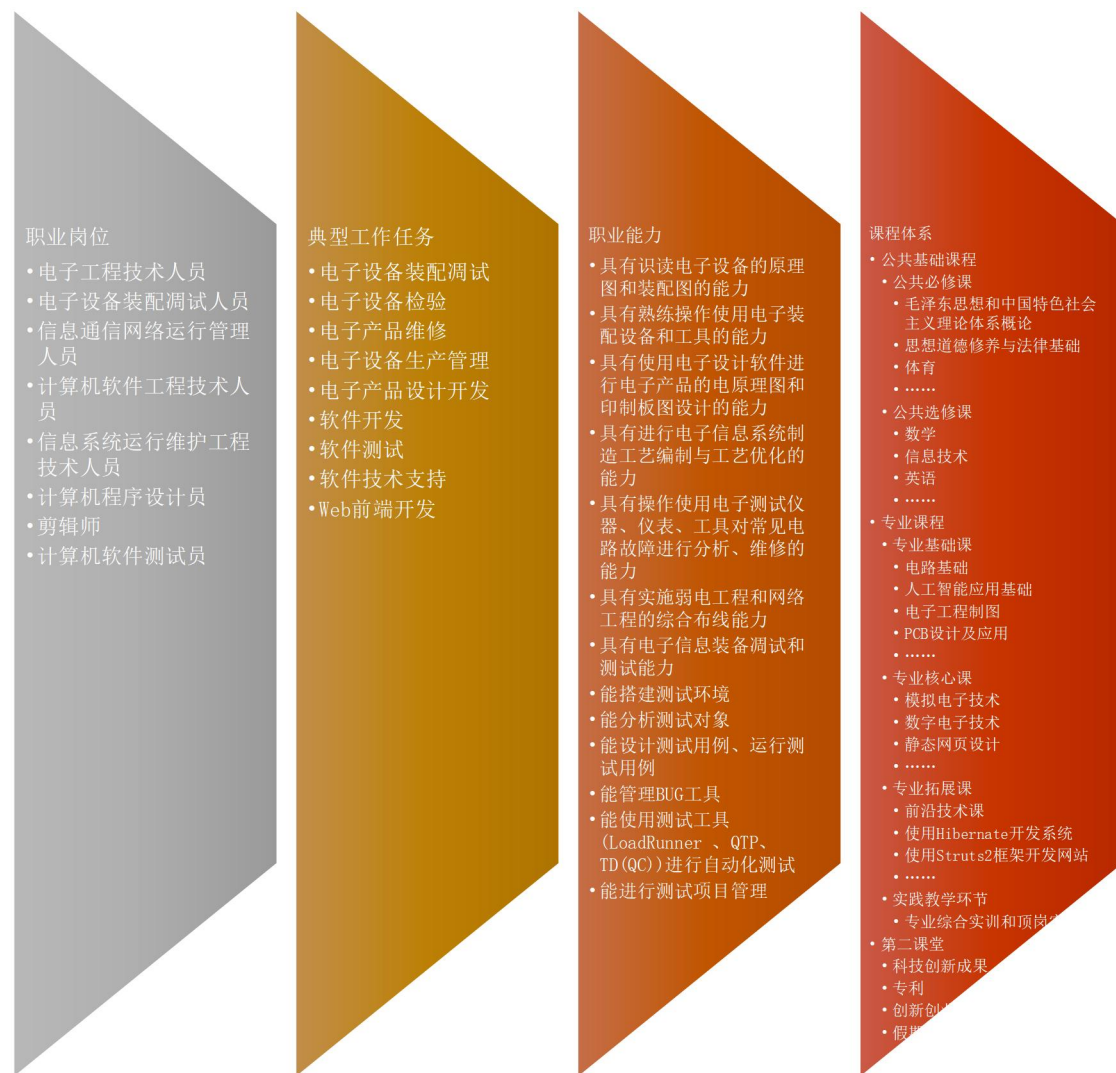 职业岗位
•电子工程技术人员
•电子设备装配凋试人员
•信息通信网络运行管理
人员
•计算机软件工程技术人
员
•信息系统运行维护工程
技术人员
•计算机程序设计员
•剪辑师
•计算机软件测试员
典型工作任务
•电子设备装配凋试
•电子设备检验
•电子产品维修
•电子设备生产管理
•电子产品设计开发
•软件开发
•软件测试
•软件技术支持
•Web前端开发
职业能力
•具有识读电子设备的原理
图和装配图的能力
•具有熟练操作使用电子装
配设备和工具的能力
•具有使用电子设计软件进
行电子产品的电原理图和
印制板图设计的能力
•具有进行电子信息系统制
造工艺编制与工艺优化的
能力
•具有操作使用电子测试仪
器、仪表、工具对常见电
路故障进行分析、维修的
能力
•具有实施弱电工程和网络
工程的综合布线能力
•具有电子信息装备凋试和
测试能力
•能搭建测试环境
•能分析测试对象
•能设计测试用例、运行测
试用例
•能管理BUG工具
•能使用测试工具
(LoadRunner 、QTP、
TD(QC))进行自动化测试
•能进行测试项目管理
课程体系
•公共基础课程
•公共必修课
•毛泽东思想和中国特色社会
主义理论体系概论
•思想道德修养与法律基础
•体育
•……
•公共选修课
•数学
•信息技术
•英语
•……
•专业课程
•专业基础课
•电路基础
•人工智能应用基础
•电子工程制图
•PCB设计及应用
•……
•专业核心课
•模拟电子技术
•数字电子技术
•静态网页设计
•……
•专业拓展课
•前沿技术课
•使用Hibernate开发系统
•使用Struts2框架开发网站
•……
•实践教学环节
•专业综合实训和顶岗
•第二课堂
•科技创新成果
•专利
•创新创
•假